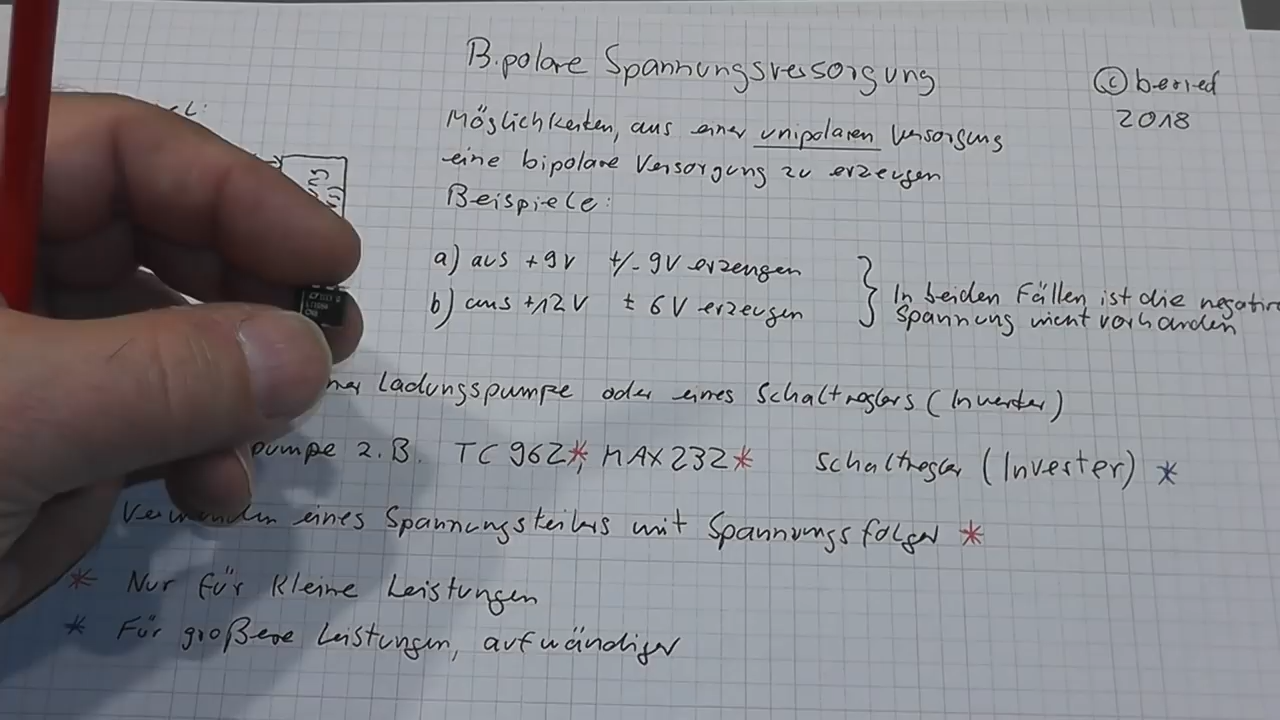 Bipolare Spannungsversorgung
© beried
2018
Möglichkeiten, aus einer unipolaren Versorgung
eine bipolare Versorgung zu erzeugen
Beispiele:
a) aus +9V +/- 9V erzeugen
b) aus +12V ± 6V erzeugen
In beiden Fällen ist die negative
Spannung nicht vorhanden
Ladungspumpe oder eines Schaltreglers (Inverter)
pumpe z.B. TC962*, MAX232* Schaltregler (Inverter) *
Verwenden eines Spannungsteilers mit Spannungsfolger *
* Nur für kleine Leistungen
* Für größere Leistungen, aufwändiger